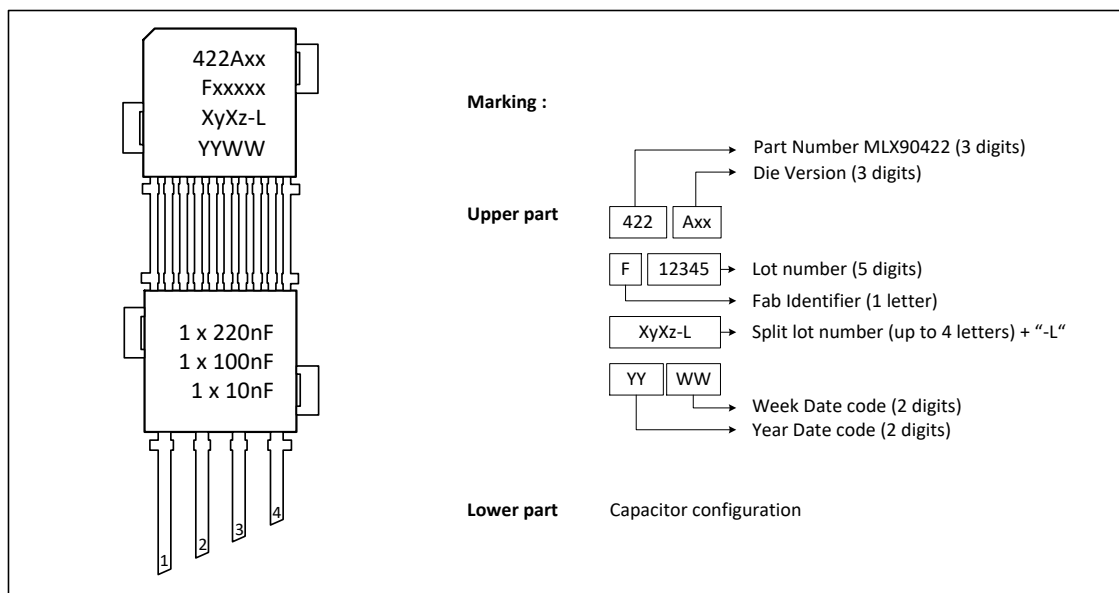 422Axx
Fxxxxx
XyXz-L
YYWW
1 x 220nF
1 x 100nF
1 x 10nF
1
2
3
4
Marking :
Part Number MLX90422 (3 digits)
Die Version (3 digits)
Upper part
422 Axx
F 12345 Lot number (5 digits)
Fab Identifier (1 letter)
XyXz-L Split lot number (up to 4 letters) + “-L“
YY WW
Week Date code (2 digits)
Year Date code (2 digits)
Lower part Capacitor configuration